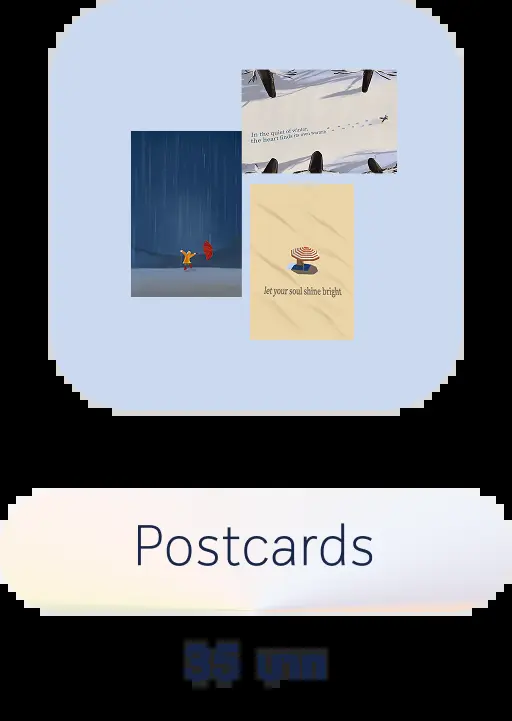 In the quiet of winter,
the heart finds its own warmth
let your soul shine bright
Postcards
35 บาท